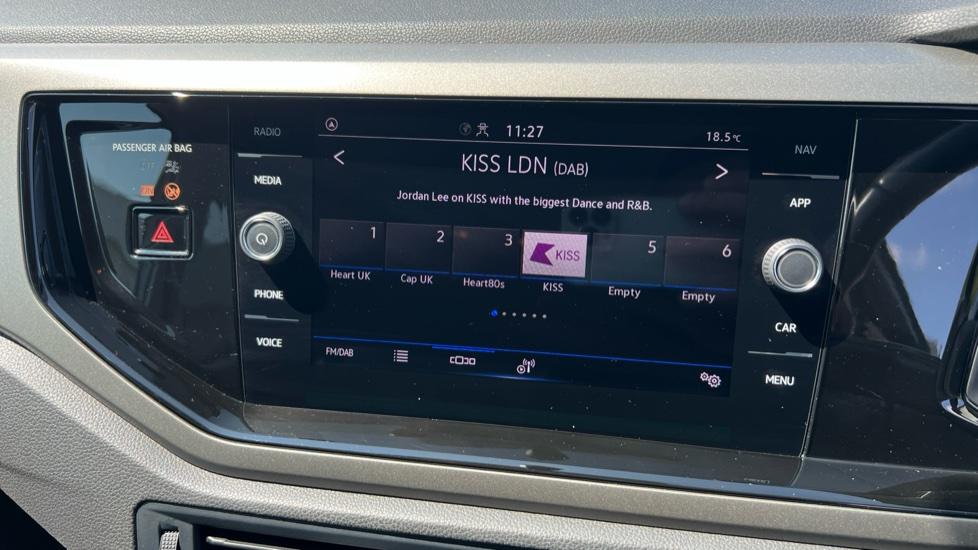 PASSENGER AIR BAG
ON
RADIO
MEDIA
PHONE
VOICE
11:27
18.5°C
KISS LDN (DAB)
Jordan Lee on KISS with the biggest Dance and R&B.
1 2 3 KISS 5 6
Heart UK Cap UK Heart80s KISS Empty Empty
FM/DAB
NAV
APP
CAR
MENU